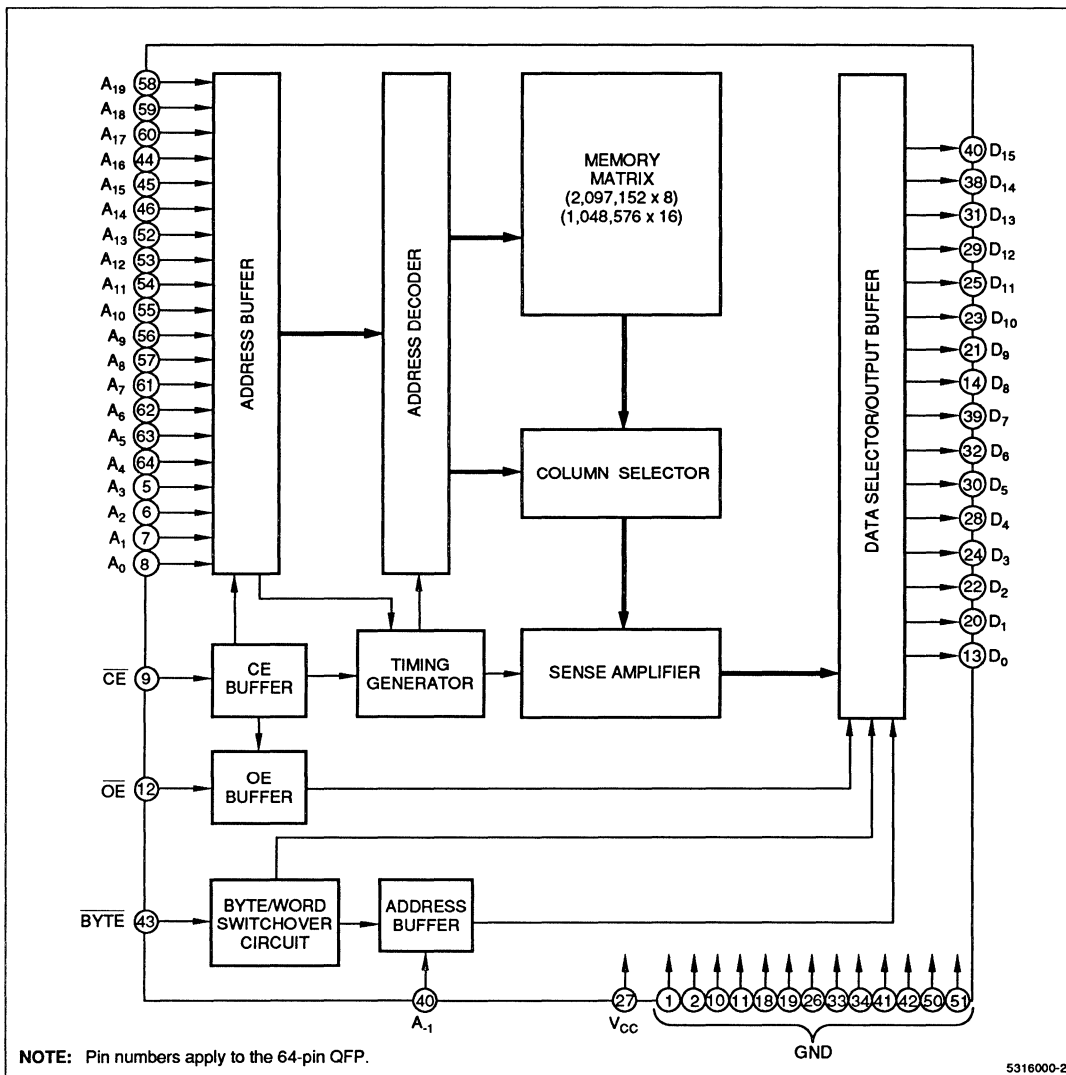 A19 58
A18 59
A17 60
A16 44
A15 45
A14 46
A13 52
A12 53
A11 54
A10 55
A9 56
A8 57
A7 61
A6 62
A5 63
A4 64
A3 5
A2 6
A1 7
A0 8
CE 9
OE 12
BYTE 43
ADDRESS BUFFER
ADDRESS DECODER
MEMORY
MATRIX
(2,097,152 x 8)
(1,048,576 x 16)
COLUMN SELECTOR
SENSE AMPLIFIER
TIMING
GENERATOR
CE
BUFFER
OE
BUFFER
BYTE/WORD
SWITCHOVER
CIRCUIT
ADDRESS
BUFFER
DATA SELECTOR/OUTPUT BUFFER
40 D15
38 D14
31 D13
29 D12
25 D11
23 D10
21 D9
14 D8
39 D7
32 D6
30 D5
28 D4
24 D3
22 D2
20 D1
13 D0
40
A-1
27
VCC
1 2 10 11 18 19 26 33 34 41 42 50 51
GND
NOTE: Pin numbers apply to the 64-pin QFP.
5316000-2